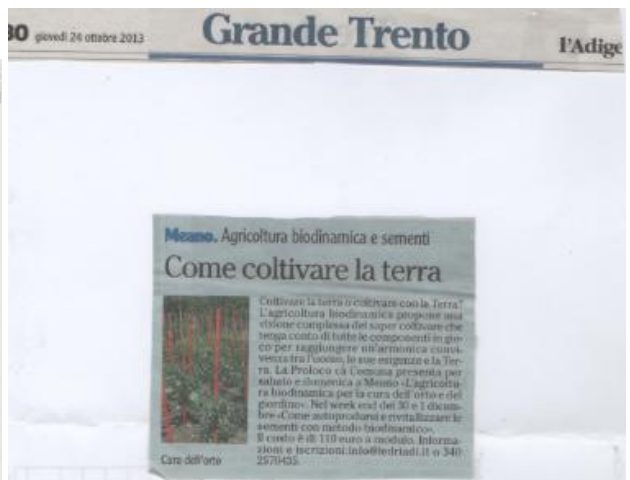 30 giovedì 24 ottobre 2013
Grande Trento
l'Adige
Meano. Agricoltura biodinamica e sementi
Come coltivare la terra
Coltivare la terra o coltivare con la Terra?
L'agricoltura biodinamica propone una
visione complessa del saper coltivare che
tenga conto di tutte le componenti in gio-
co per raggiungere un'armonica convi-
venza tra l'uomo, le sue esigenze e la Ter-
ra. La Proloco cà Comuna presenta per
sabato e domenica a Meano «L'agricoltu-
ra biodinamica per la cura dell'orto e del
giardino». Nel week end del 30 e 1 dicem-
bre «Come autoprodursi e rivitalizzare le
sementi con metodo biodinamico».
Il costo è di 110 euro a modulo. Informa-
zioni e iscrizioni: 340
2570435.
Cura dell'orto